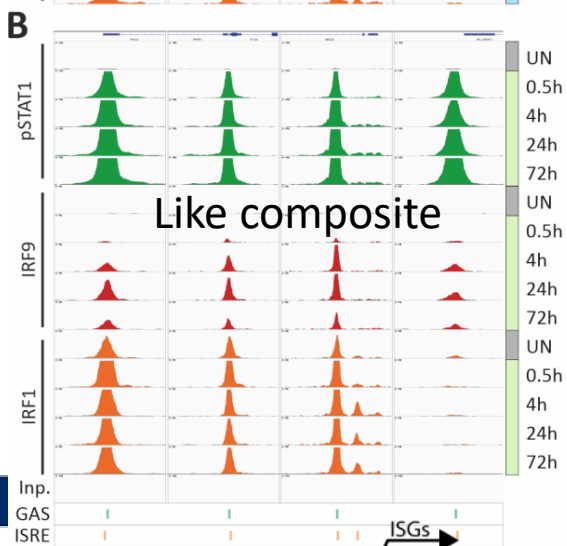 B
pSTAT1
UN
0.5h
4h
24h
72h
Like composite
IRF9
UN
0.5h
4h
24h
72h
IRF1
UN
0.5h
4h
24h
72h
Inp.
GAS
ISRE
ISGs